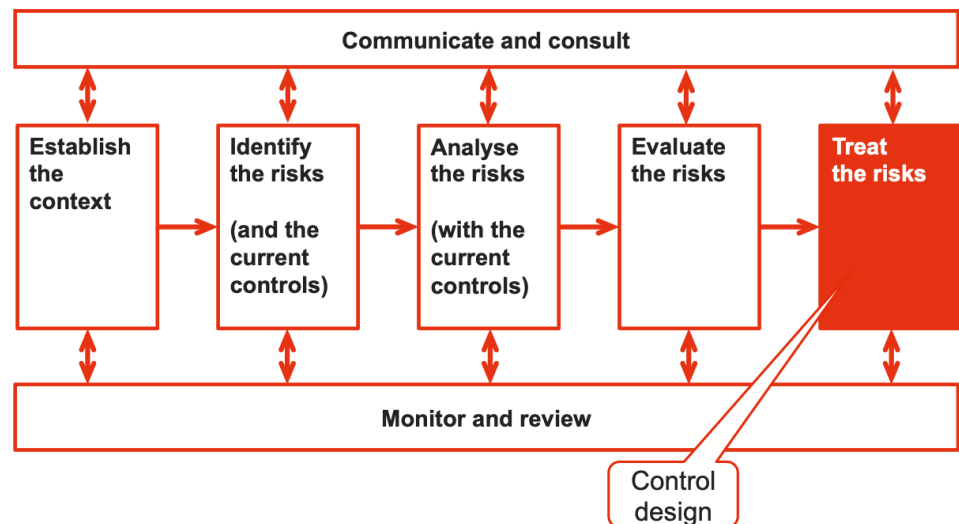 Communicate and consult
Establish
the
context
Identify
the risks
(and the
current
controls)
Analyse
the risks
(with the
current
controls)
Evaluate
the risks
Treat
the risks
Monitor and review
Control
design